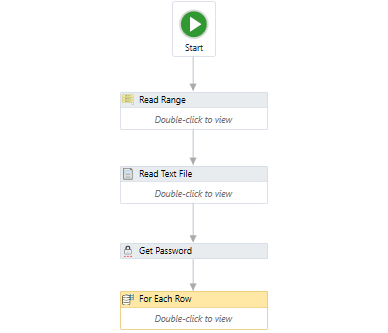 Start
Read Range
Double-click to view
Read Text File
Double-click to view
Get Password
For Each Row
Double-click to view